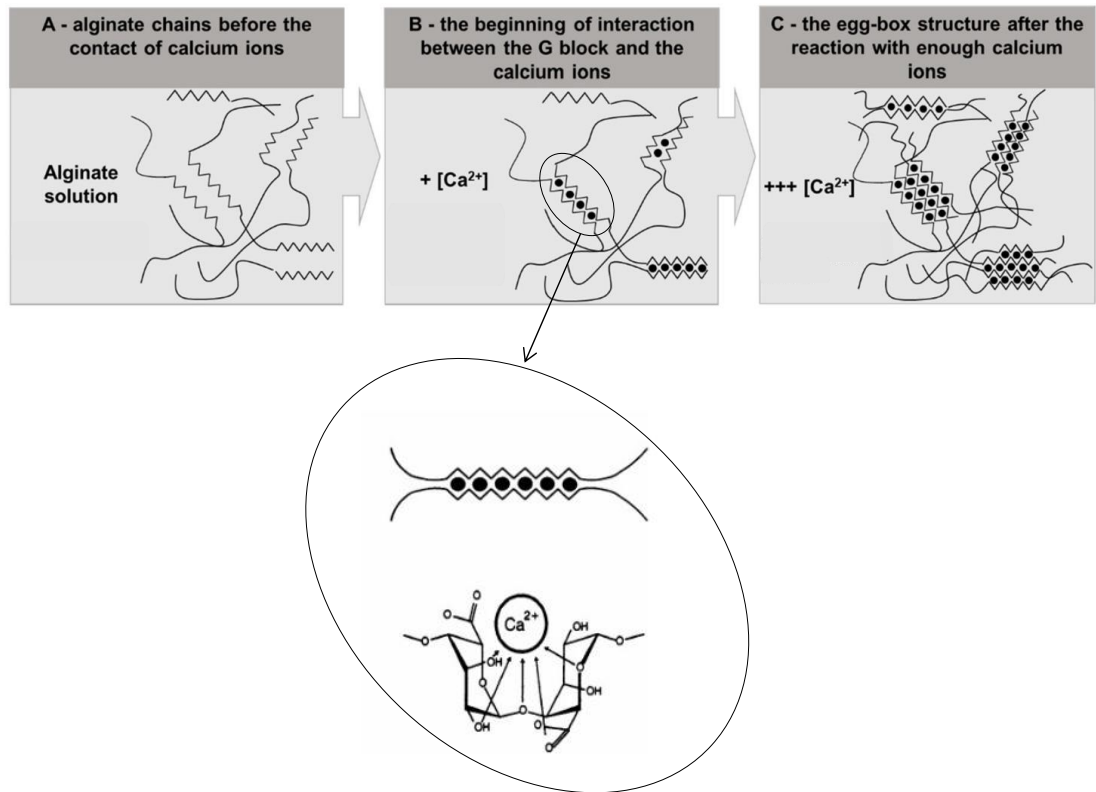 A - alginate chains before the
contact of calcium ions
B - the beginning of interaction
between the G block and the
calcium ions
C - the egg-box structure after the
reaction with enough calcium
ions
Alginate
solution
+ [Ca²⁺]
+++ [Ca²⁺]
O
O
Ca²⁺
OH
O
OH
O
O
O
OH
OH
O
O
O